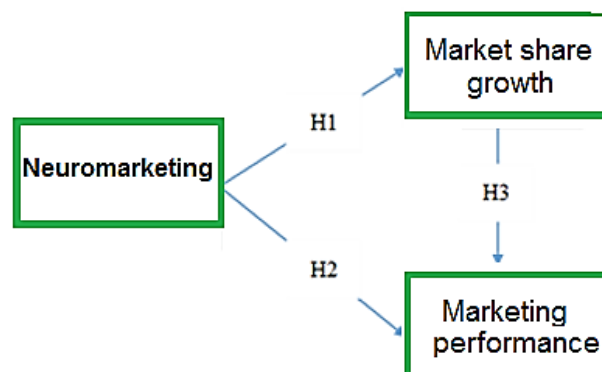 Market share
growth
H1
Neuromarketing
H3
H2
Marketing
performance